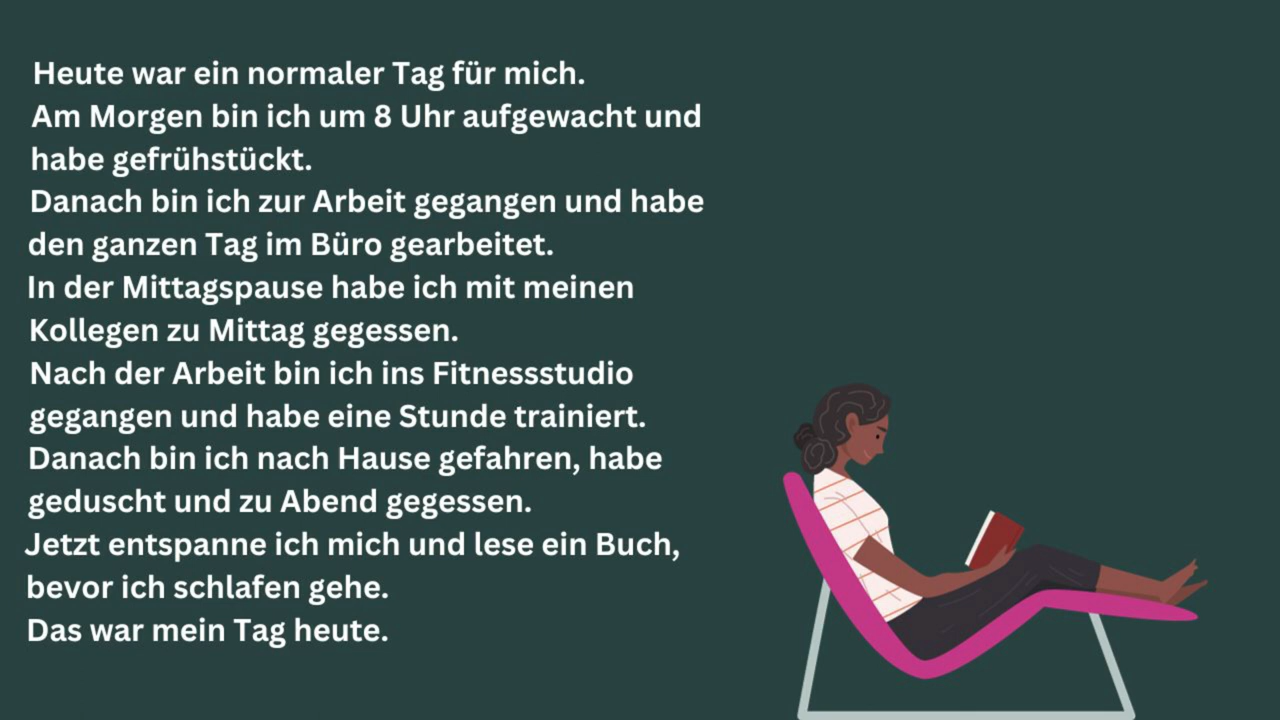 Heute war ein normaler Tag für mich.
Am Morgen bin ich um 8 Uhr aufgewacht und
habe gefrühstückt.
Danach bin ich zur Arbeit gegangen und habe
den ganzen Tag im Büro gearbeitet.
In der Mittagspause habe ich mit meinen
Kollegen zu Mittag gegessen.
Nach der Arbeit bin ich ins Fitnessstudio
gegangen und habe eine Stunde trainiert.
Danach bin ich nach Hause gefahren, habe
geduscht und zu Abend gegessen.
Jetzt entspanne ich mich und lese ein Buch,
bevor ich schlafen gehe.
Das war mein Tag heute.